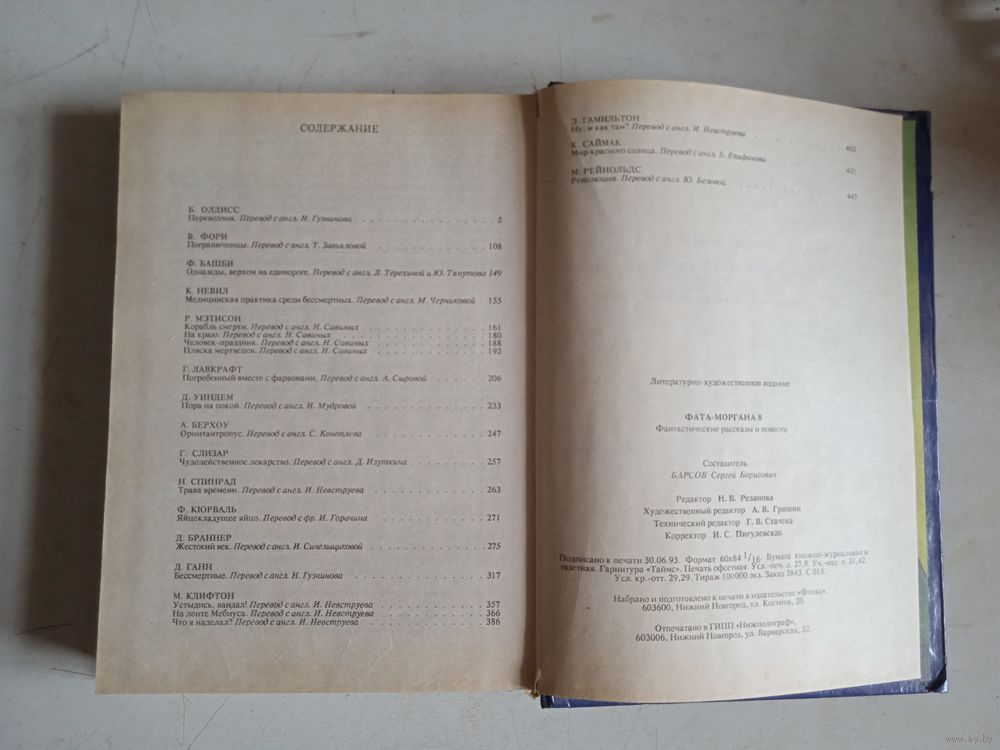 СОДЕРЖАНИЕ
Б. ОЛДИСС
Переводчик. Перевод с англ. Н. Гузнинова . . . . . . . . . . 5
В. ФОРИ
Пограничницы. Перевод с англ. Т. Завьяловой . . . . . . . . 108
Ф. БАШБИ
Однажды, верхом на единороге. Перевод с англ. Л. Терехиной и Ю. Тянутова 149
К. НЕВИЛ
Медицинская практика среди бессмертных. Перевод с англ. М. Черниковой 155
Р. МЭТИСОН
Корабль смерти. Перевод с англ. Н. Савиных . . . . . . . . 161
На краю. Перевод с англ. Н. Савиных . . . . . . . . 180
Человек-праздник. Перевод с англ. Н. Савиных . . . . . . . . 188
Пляска мертвецов. Перевод с англ. Н. Савиных . . . . . . . . 192
Г. ЛАВКРАФТ
Погребенный вместе с фараонами. Перевод с англ. А. Сыровой . . . . 206
Д. УИНДЕМ
Пора на покой. Перевод с англ. И. Мудровой . . . . . . . . 233
А. БЕРХОУ
Орнитантропус. Перевод с англ. С. Коноплева . . . . . . . . 247
Г. СЛИЗАР
Чудодейственное лекарство. Перевод с англ. Д. Изуткина . . . . 257
Н. СПИНРАД
Трава времени. Перевод с англ. И. Невструева . . . . . . . . 263
Ф. КЮРВАЛЬ
Яйцекладущее яйцо. Перевод с фр. И. Горачина . . . . . . . . 271
Д. БРАННЕР
Жестокий век. Перевод с англ. И. Синельщиковой . . . . . . . . 275
Д. ГАНН
Бессмертные. Перевод с англ. Н. Гузнинова . . . . . . . . 317
М. КЛИФТОН
Устыдись, вандал! Перевод с англ. И. Невструева . . . . . . . . 357
На ленте Мебиуса. Перевод с англ. И. Невструева . . . . . . . . 366
Что я наделал? Перевод с англ. И. Невструева . . . . . . . . 386
Э. ГАМИЛЬТОН
Ну, и как там? Перевод с англ. И. Невструева . . . . . . . . 402
К. САЙМАК
Мир красного солнца. Перевод с англ. Б. Епифанова . . . . . . 421
М. РЕЙНОЛЬДС
Революция. Перевод с англ. Ю. Беловой . . . . . . . . 447
Литературно-художественное издание
ФАТА-МОРГАНА 8
Фантастические рассказы и повести
Составитель
БАРСОВ Сергей Борисович
Редактор Н. В. Резанова
Художественный редактор А. В. Гришин
Технический редактор Г. В. Стачева
Корректор И. С. Пигулевская
Подписано к печати 30.06.93. Формат 60х84 1/16. Бумага книжно-журнальная и
газетная. Гарнитура «Таймс». Печать офсетная. Усл.-печ. л. 27,9. Уч.-изд. л. 31,42
Усл. кр.-отт. 29,29. Тираж 100 000 экз. Заказ 3843. С 015.
Набрано и подготовлено к печати в издательстве «Флокс».
603600, Нижний Новгород, ул. Костина, 20.
Отпечатано в ГИПП «Нижполиграф»,
603006, Нижний Новгород, ул. Варварская, 32.
www.ay.by